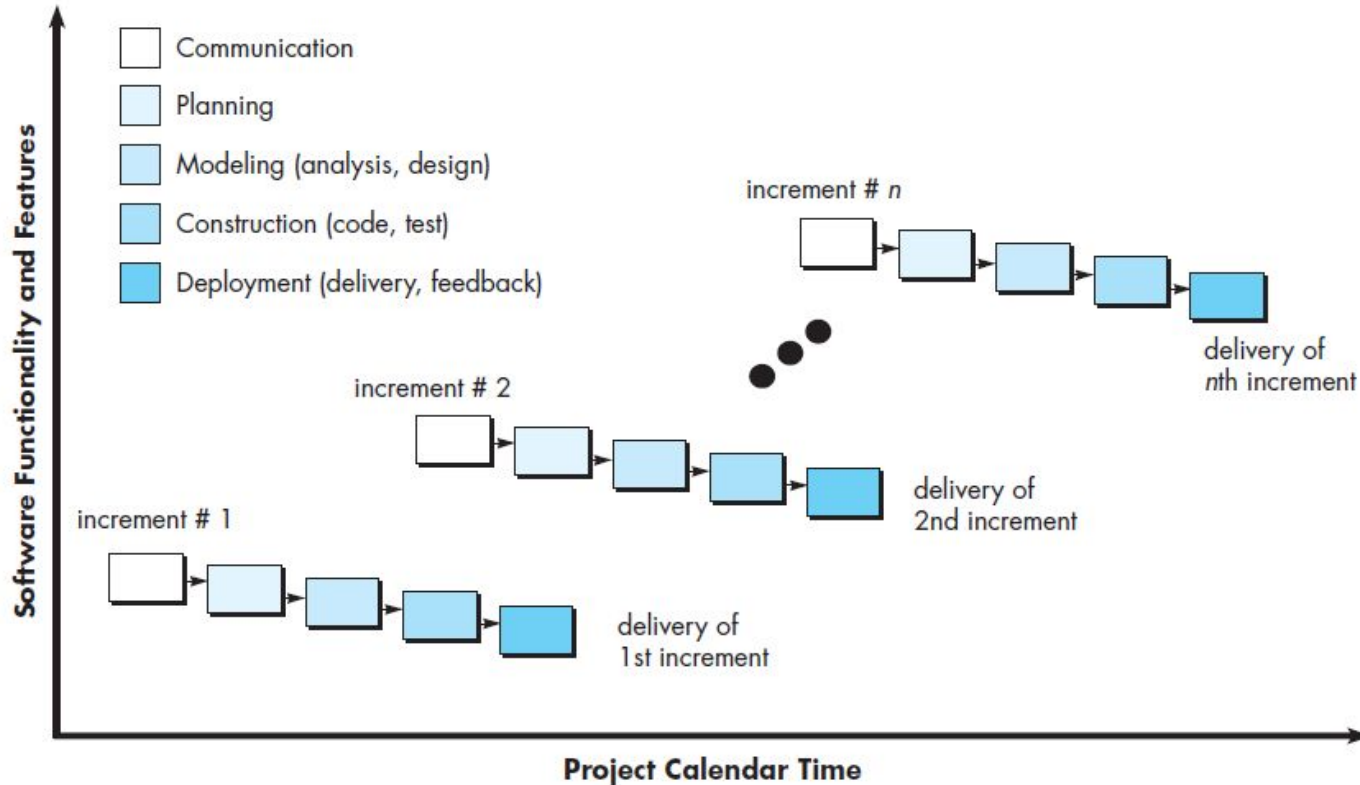 Communication
Planning
Modeling (analysis, design)
Construction (code, test)
Deployment (delivery, feedback)
Software Functionality and Features
increment # n
delivery of
nth increment
increment # 2
delivery of
2nd increment
increment # 1
delivery of
1st increment
Project Calendar Time